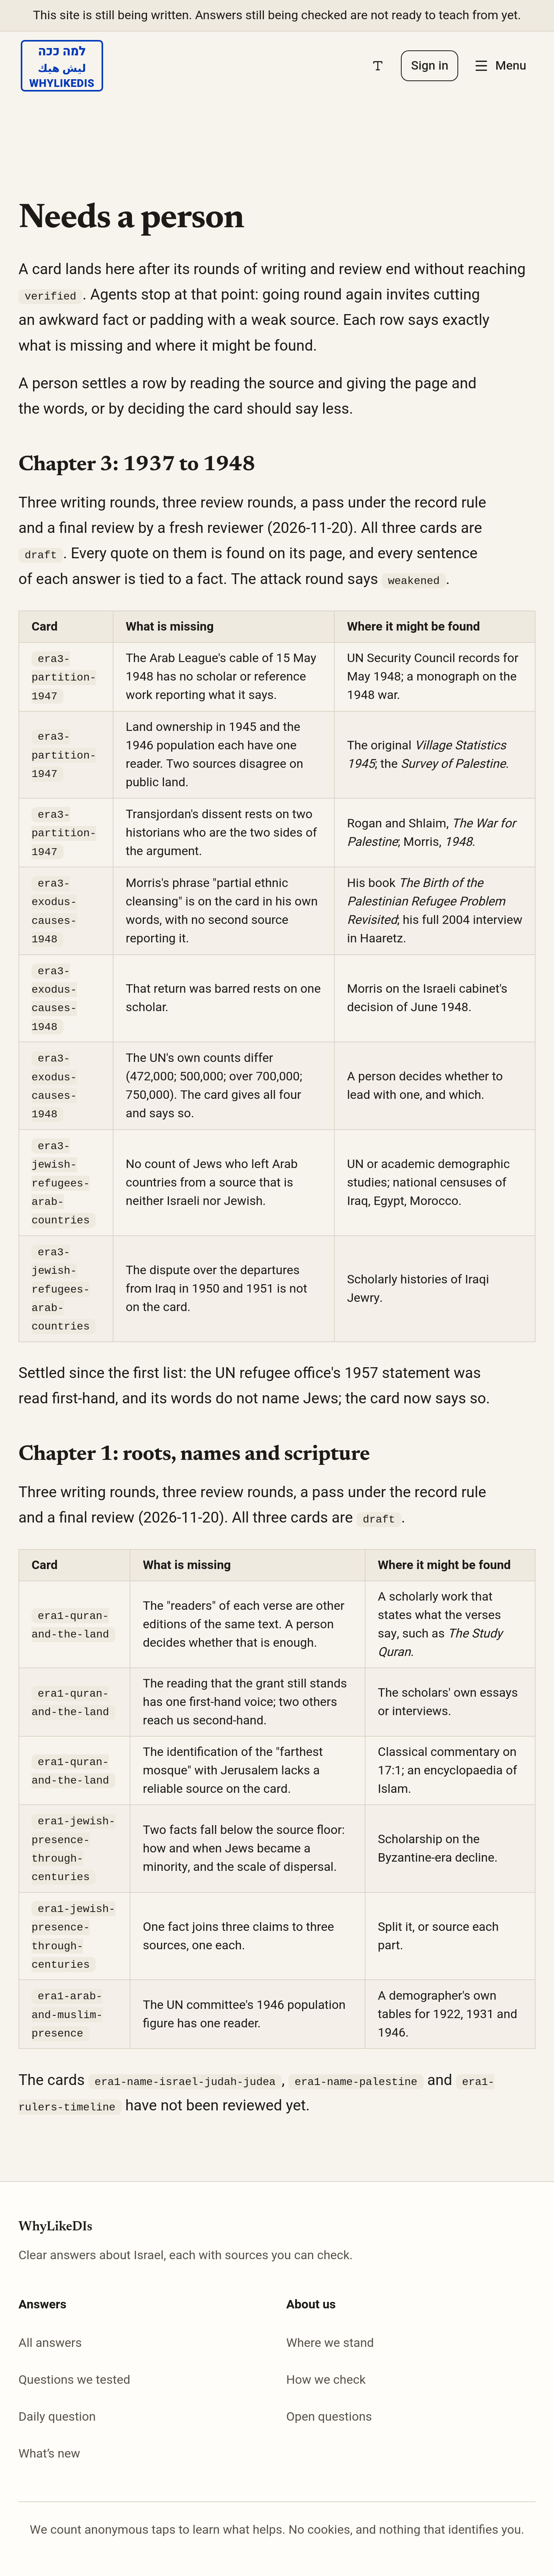 This site is still being written. Answers still being checked are not ready to teach from yet.
למה ככה
ليش هيك
WHYLIKEDIS
T
Sign in
Menu
Needs a person
A card lands here after its rounds of writing and review end without reaching
verified. Agents stop at that point: going round again invites cutting
an awkward fact or padding with a weak source. Each row says exactly
what is missing and where it might be found.
A person settles a row by reading the source and giving the page and
the words, or by deciding the card should say less.
Chapter 3: 1937 to 1948
Three writing rounds, three review rounds, a pass under the record rule
and a final review by a fresh reviewer (2026-11-20). All three cards are
draft. Every quote on them is found on its page, and every sentence
of each answer is tied to a fact. The attack round says weakened.
Card
What is missing
Where it might be found
era3-
partition-
1947
The Arab League's cable of 15 May
1948 has no scholar or reference
work reporting what it says.
UN Security Council records for
May 1948; a monograph on the
1948 war.
era3-
partition-
1947
Land ownership in 1945 and the
1946 population each have one
reader. Two sources disagree on
public land.
The original Village Statistics
1945; the Survey of Palestine.
era3-
partition-
1947
Transjordan's dissent rests on two
historians who are the two sides of
the argument.
Rogan and Shlaim, The War for
Palestine; Morris, 1948.
era3-
exodus-
causes-
1948
Morris's phrase "partial ethnic
cleansing" is on the card in his own
words, with no second source
reporting it.
His book The Birth of the
Palestinian Refugee Problem
Revisited; his full 2004 interview
in Haaretz.
era3-
exodus-
causes-
1948
That return was barred rests on one
scholar.
Morris on the Israeli cabinet's
decision of June 1948.
era3-
exodus-
causes-
1948
The UN's own counts differ
(472,000; 500,000; over 700,000;
750,000). The card gives all four
and says so.
A person decides whether to
lead with one, and which.
era3-
jewish-
refugees-
arab-
countries
No count of Jews who left Arab
countries from a source that is
neither Israeli nor Jewish.
UN or academic demographic
studies; national censuses of
Iraq, Egypt, Morocco.
era3-
jewish-
refugees-
arab-
countries
The dispute over the departures
from Iraq in 1950 and 1951 is not
on the card.
Scholarly histories of Iraqi
Jewry.
Settled since the first list: the UN refugee office's 1957 statement was
read first-hand, and its words do not name Jews; the card now says so.
Chapter 1: roots, names and scripture
Three writing rounds, three review rounds, a pass under the record rule
and a final review (2026-11-20). All three cards are draft.
Card
What is missing
Where it might be found
era1-quran-
and-the-land
The "readers" of each verse are other
editions of the same text. A person
decides whether that is enough.
A scholarly work that
states what the verses
say, such as The Study
Quran.
era1-quran-
and-the-land
The reading that the grant still stands
has one first-hand voice; two others
reach us second-hand.
The scholars' own essays
or interviews.
era1-quran-
and-the-land
The identification of the "farthest
mosque" with Jerusalem lacks a
reliable source on the card.
Classical commentary on
17:1; an encyclopaedia of
Islam.
era1-jewish-
presence-
through-
centuries
Two facts fall below the source floor:
how and when Jews became a
minority, and the scale of dispersal.
Scholarship on the
Byzantine-era decline.
era1-jewish-
presence-
through-
centuries
One fact joins three claims to three
sources, one each.
Split it, or source each
part.
era1-arab-
and-muslim-
presence
The UN committee's 1946 population
figure has one reader.
A demographer's own
tables for 1922, 1931 and
1946.
The cards era1-name-israel-judah-judea, era1-name-palestine and era1-
rulers-timeline have not been reviewed yet.
WhyLikeDIs
Clear answers about Israel, each with sources you can check.
Answers
All answers
Questions we tested
Daily question
What's new
About us
Where we stand
How we check
Open questions
We count anonymous taps to learn what helps. No cookies, and nothing that identifies you.